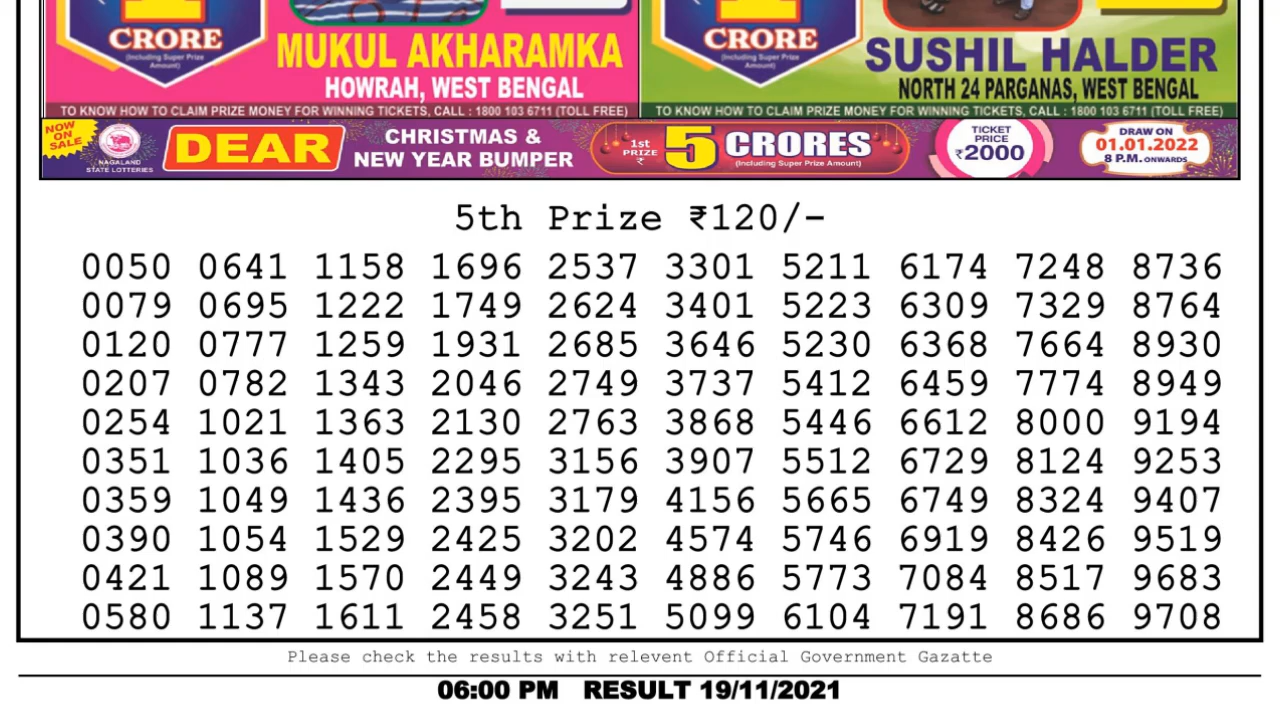 CRORE
(Including Super Prize Amount)
MUKUL AKHARAMKA
HOWRAH, WEST BENGAL
TO KNOW HOW TO CLAIM PRIZE MONEY FOR WINNING TICKETS, CALL : 1800 103 6711 (TOLL FREE)
CRORE
(Including Super Prize Amount)
SUSHIL HALDER
NORTH 24 PARGANAS, WEST BENGAL
TO KNOW HOW TO CLAIM PRIZE MONEY FOR WINNING TICKETS, CALL : 1800 103 6711 (TOLL FREE)
NOW ON SALE
NAGALAND STATE LOTTERIES
DEAR
CHRISTMAS &
NEW YEAR BUMPER
1st PRIZE ₹ 5 CRORES
(Including Super Prize Amount)
TICKET PRICE
₹2000
DRAW ON
01.01.2022
8 P.M. ONWARDS
5th Prize ₹120/-
0050 0641 1158 1696 2537 3301 5211 6174 7248 8736
0079 0695 1222 1749 2624 3401 5223 6309 7329 8764
0120 0777 1259 1931 2685 3646 5230 6368 7664 8930
0207 0782 1343 2046 2749 3737 5412 6459 7774 8949
0254 1021 1363 2130 2763 3868 5446 6612 8000 9194
0351 1036 1405 2295 3156 3907 5512 6729 8124 9253
0359 1049 1436 2395 3179 4156 5665 6749 8324 9407
0390 1054 1529 2425 3202 4574 5746 6919 8426 9519
0421 1089 1570 2449 3243 4886 5773 7084 8517 9683
0580 1137 1611 2458 3251 5099 6104 7191 8686 9708
Please check the results with relevent Official Government Gazatte
06:00 PM RESULT 19/11/2021